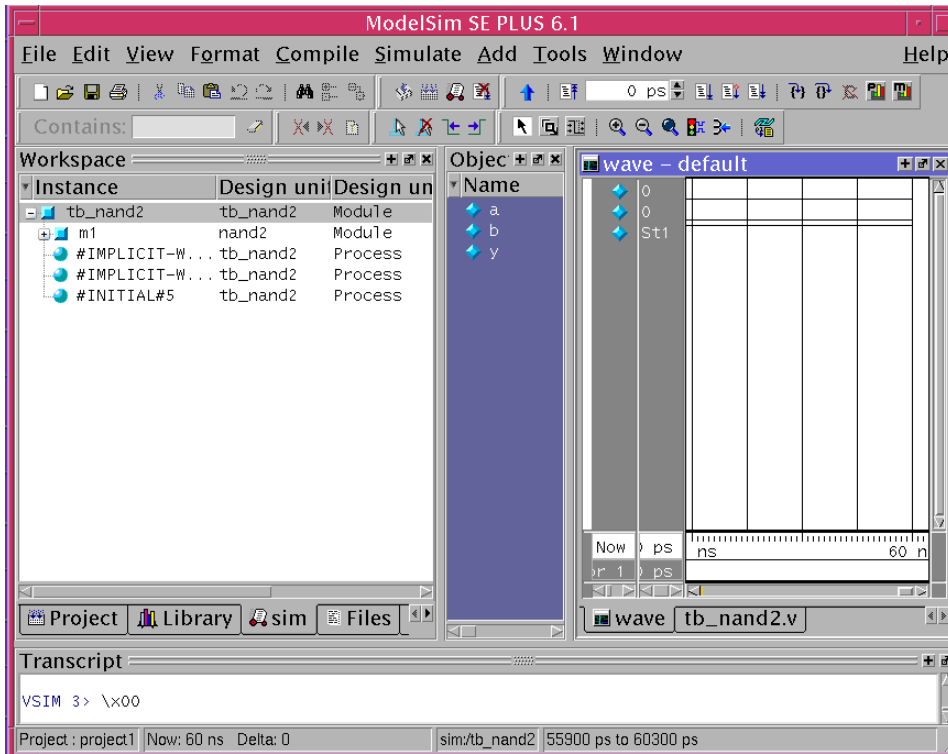 ModelSim SE PLUS 6.1
File Edit View Format Compile Simulate Add Tools Window Help
0 ps
Contains:
Workspace
Instance Design unit Design un
tb_nand2 tb_nand2 Module
m1 nand2 Module
#IMPLICIT-W... tb_nand2 Process
#IMPLICIT-W... tb_nand2 Process
#INITIAL#5 tb_nand2 Process
Project Library sim Files
Objec
Name
a
b
y
wave – default
0
0
St1
Now ps
ns 60 n
or 1 ps
wave tb_nand2.v
Transcript
VSIM 3> \x00
Project : project1 Now: 60 ns Delta: 0 sim:/tb_nand2 55900 ps to 60300 ps